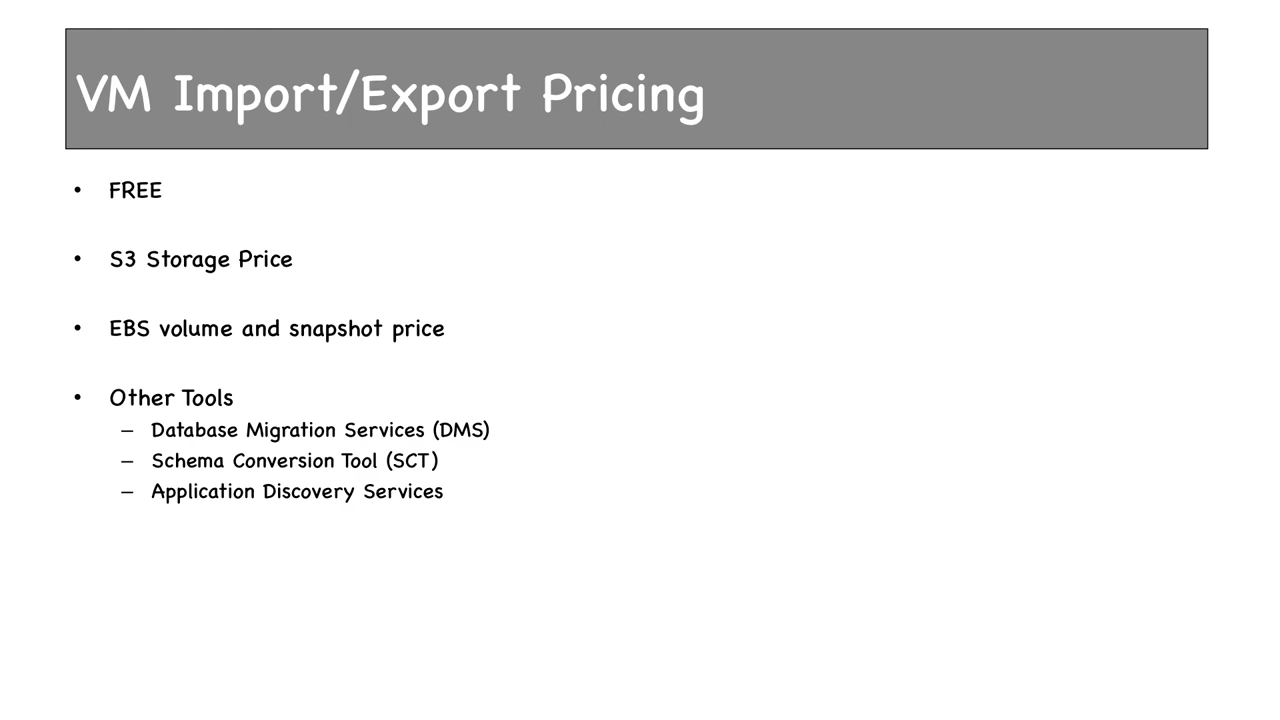 VM Import/Export Pricing
• FREE
• S3 Storage Price
• EBS volume and snapshot price
• Other Tools
– Database Migration Services (DMS)
– Schema Conversion Tool (SCT)
– Application Discovery Services